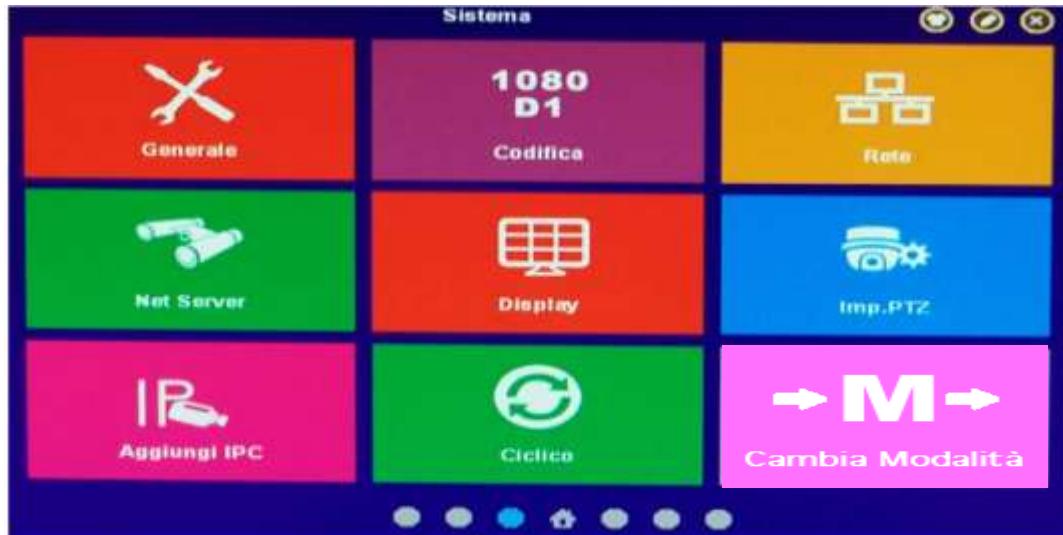 Sistema
1080
D1
Generale
Codifica
Rete
Net Server
Display
Imp.PTZ
IP
M
Aggiungi IPC
Ciclico
Cambia Modalità